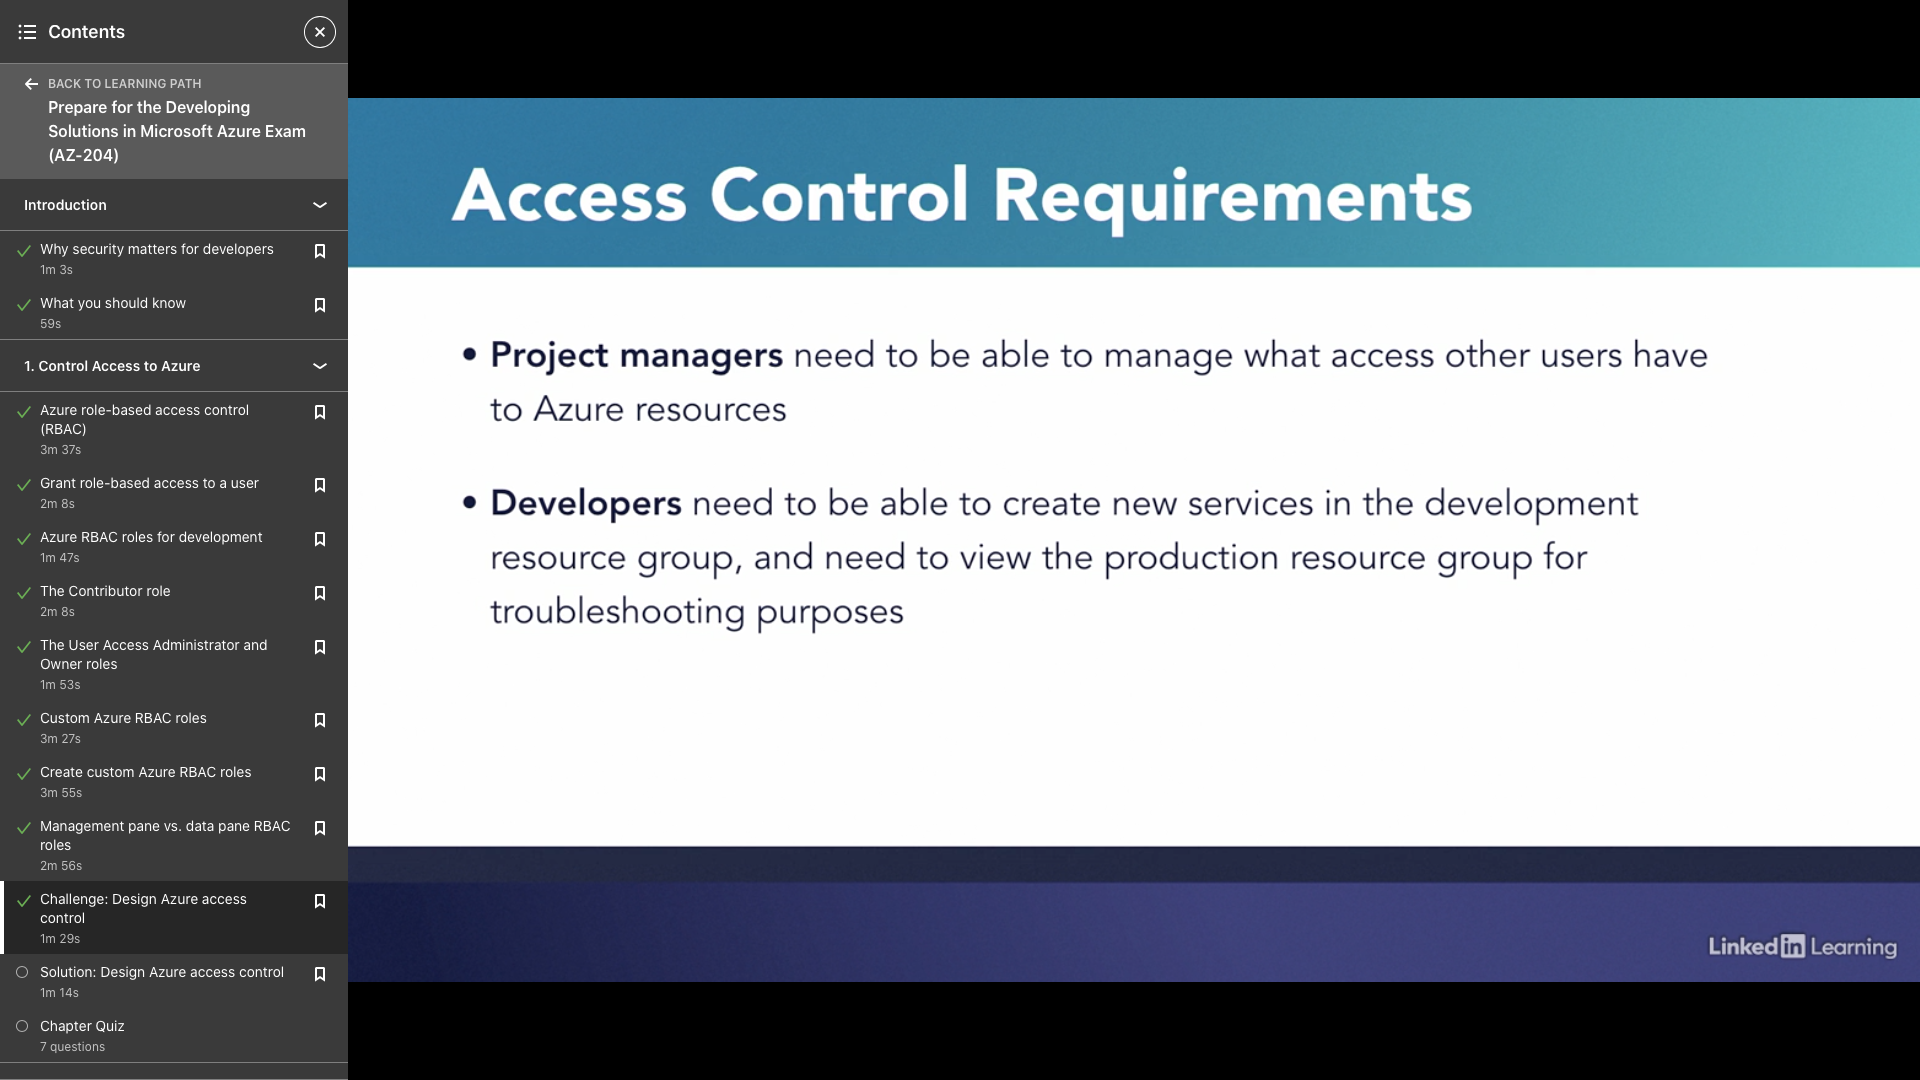 Contents
BACK TO LEARNING PATH
Prepare for the Developing
Solutions in Microsoft Azure Exam
(AZ-204)
Introduction
Why security matters for developers
1m 3s
What you should know
59s
1. Control Access to Azure
Azure role-based access control
(RBAC)
3m 37s
Grant role-based access to a user
2m 8s
Azure RBAC roles for development
1m 47s
The Contributor role
2m 8s
The User Access Administrator and
Owner roles
1m 53s
Custom Azure RBAC roles
3m 27s
Create custom Azure RBAC roles
3m 55s
Management pane vs. data pane RBAC
roles
2m 56s
Challenge: Design Azure access
control
1m 29s
Solution: Design Azure access control
1m 14s
Chapter Quiz
7 questions
Access Control Requirements
• Project managers need to be able to manage what access other users have
to Azure resources
• Developers need to be able to create new services in the development
resource group, and need to view the production resource group for
troubleshooting purposes
Linked in Learning